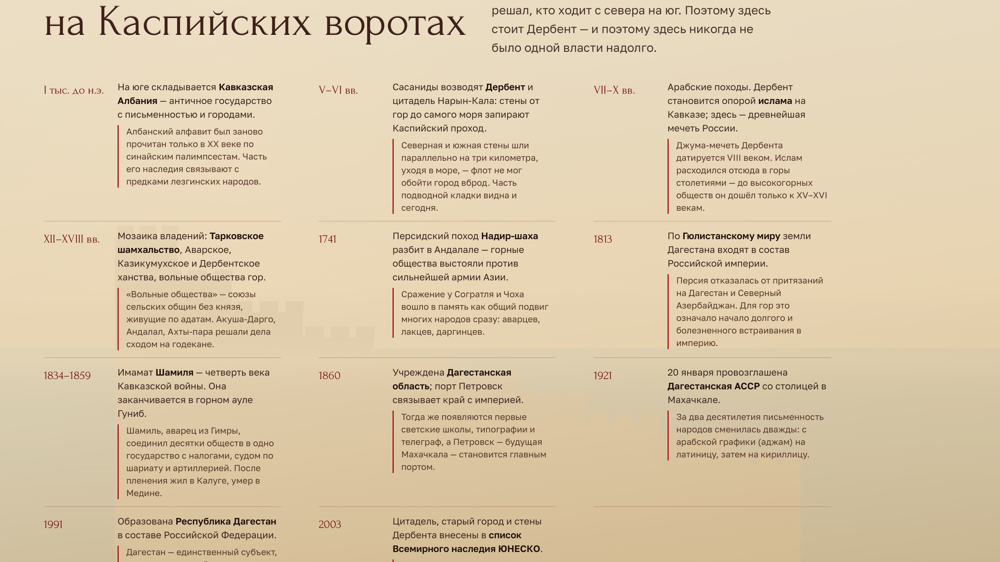 на Каспийских воротах
решал, кто ходит с севера на юг. Поэтому здесь
стоит Дербент — и поэтому здесь никогда не
было одной власти надолго.
I тыс. до н.э.
На юге складывается Кавказская
Албания — античное государство
с письменностью и городами.
Албанский алфавит был заново
прочитан только в XX веке по
синайским палимпсестам. Часть
его наследия связывают с
предками лезгинских народов.
V–VI вв.
Сасаниды возводят Дербент и
цитадель Нарын-Кала: стены от
гор до самого моря запирают
Каспийский проход.
Северная и южная стены шли
параллельно на три километра,
уходя в море, — флот не мог
обойти город вброд. Часть
подводной кладки видна и
сегодня.
VII–X вв.
Арабские походы. Дербент
становится опорой ислама на
Кавказе; здесь — древнейшая
мечеть России.
Джума-мечеть Дербента
датируется VIII веком. Ислам
расходился отсюда в горы
столетиями — до высокогорных
обществ он дошёл только к XV–XVI
векам.
XII–XVIII вв.
Мозаика владений: Тарковское
шамхальство, Аварское,
Казикумухское и Дербентское
ханства, вольные общества гор.
«Вольные общества» — союзы
сельских общин без князя,
живущие по адатам. Акуша-Дарго,
Андалал, Ахты-пара решали дела
сходом на годекане.
1741
Персидский поход Надир-шаха
разбит в Андалале — горные
общества выстояли против
сильнейшей армии Азии.
Сражение у Согратля и Чоха
вошло в память как общий подвиг
многих народов сразу: аварцев,
лакцев, даргинцев.
1813
По Гюлистанскому миру земли
Дагестана входят в состав
Российской империи.
Персия отказалась от притязаний
на Дагестан и Северный
Азербайджан. Для гор это
означало начало долгого и
болезненного встраивания в
империю.
1834–1859
Имамат Шамиля — четверть века
Кавказской войны. Она
заканчивается в горном ауле
Гуниб.
Шамиль, аварец из Гимры,
соединил десятки обществ в одно
государство с налогами, судом по
шариату и артиллерией. После
пленения жил в Калуге, умер в
Медине.
1860
Учреждена Дагестанская
область; порт Петровск
связывает край с империей.
Тогда же появляются первые
светские школы, типографии и
телеграф, а Петровск — будущая
Махачкала — становится главным
портом.
1921
20 января провозглашена
Дагестанская АССР со столицей в
Махачкале.
За два десятилетия письменность
народов сменилась дважды: с
арабской графики (аджам) на
латиницу, затем на кириллицу.
1991
Образована Республика Дагестан
в составе Российской Федерации.
Дагестан — единственный субъект,
2003
Цитадель, старый город и стены
Дербента внесены в список
Всемирного наследия ЮНЕСКО.